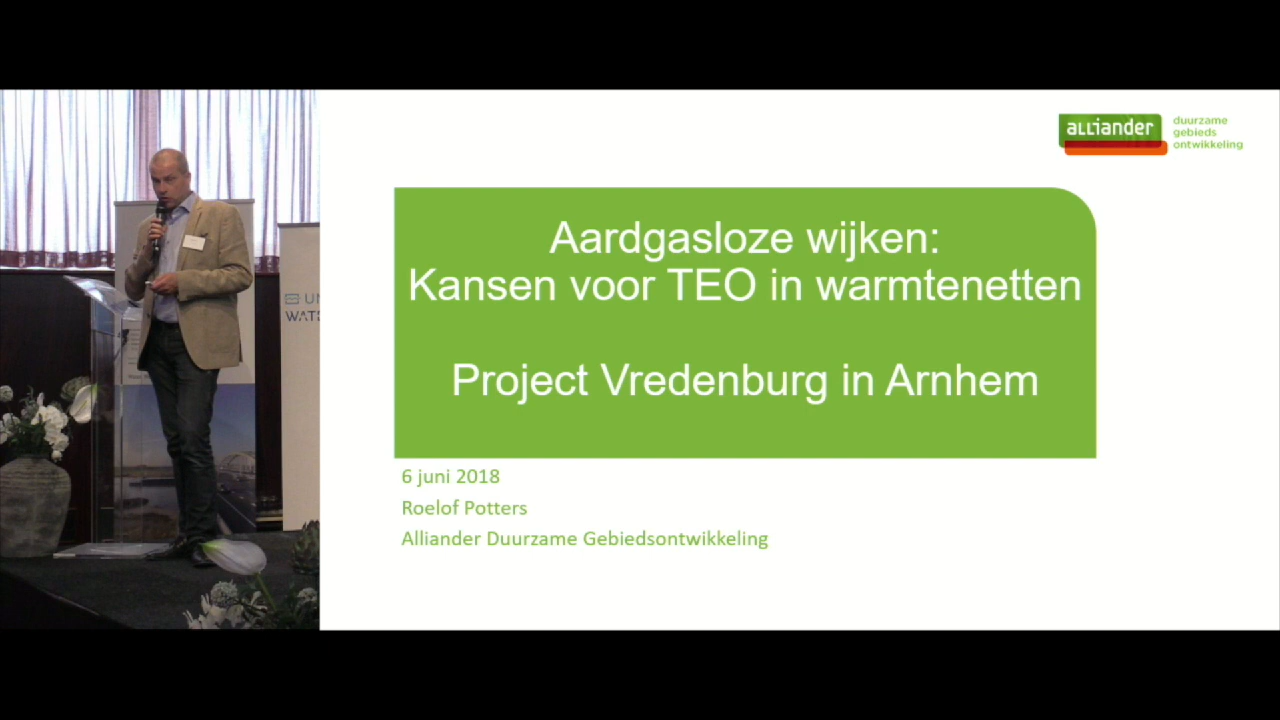 alliander
duurzame
gebieds
ontwikkeling
Aardgasloze wijken:
Kansen voor TEO in warmtenetten
Project Vredenburg in Arnhem
6 juni 2018
Roelof Potters
Alliander Duurzame Gebiedsontwikkeling